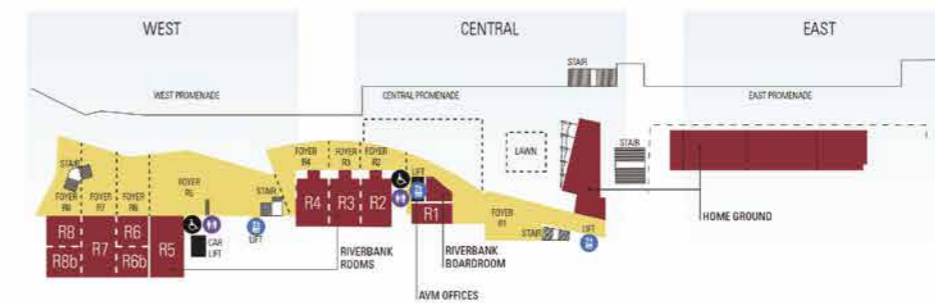 WEST
CENTRAL
EAST
STAIR
WEST PROMENADE
CENTRAL PROMENADE
EAST PROMENADE
STAIR
FOYER
R8
FOYER
R7
FOYER
R6
FOYER
R5
STAIR
FOYER
R4
FOYER
R3
FOYER
R2
LIFT
LAWN
STAIR
R8
R8b
R7
R6
R6b
R5
CAR
LIFT
LIFT
R4
R3
R2
R1
FOYER
R1
STAIR
LIFT
HOME GROUND
RIVERBANK
ROOMS
RIVERBANK
BOARDROOM
AVM OFFICES